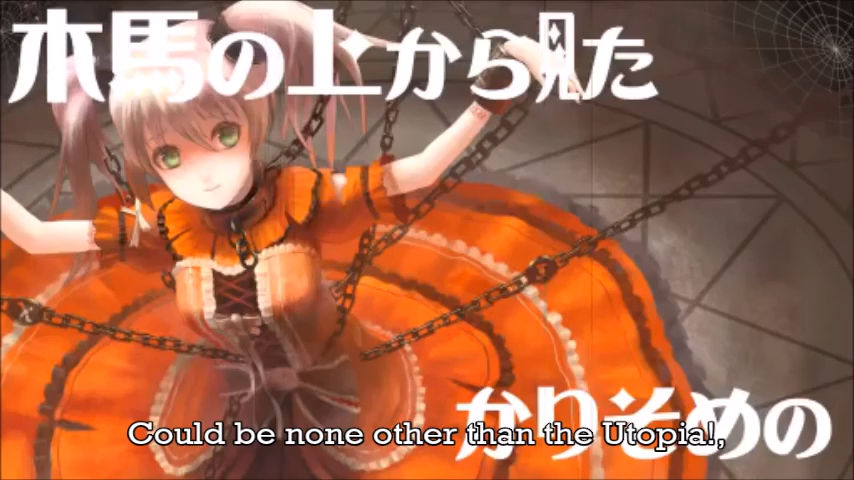 木馬の上から見た
かりそめの
Could be none other than the Utopia!,